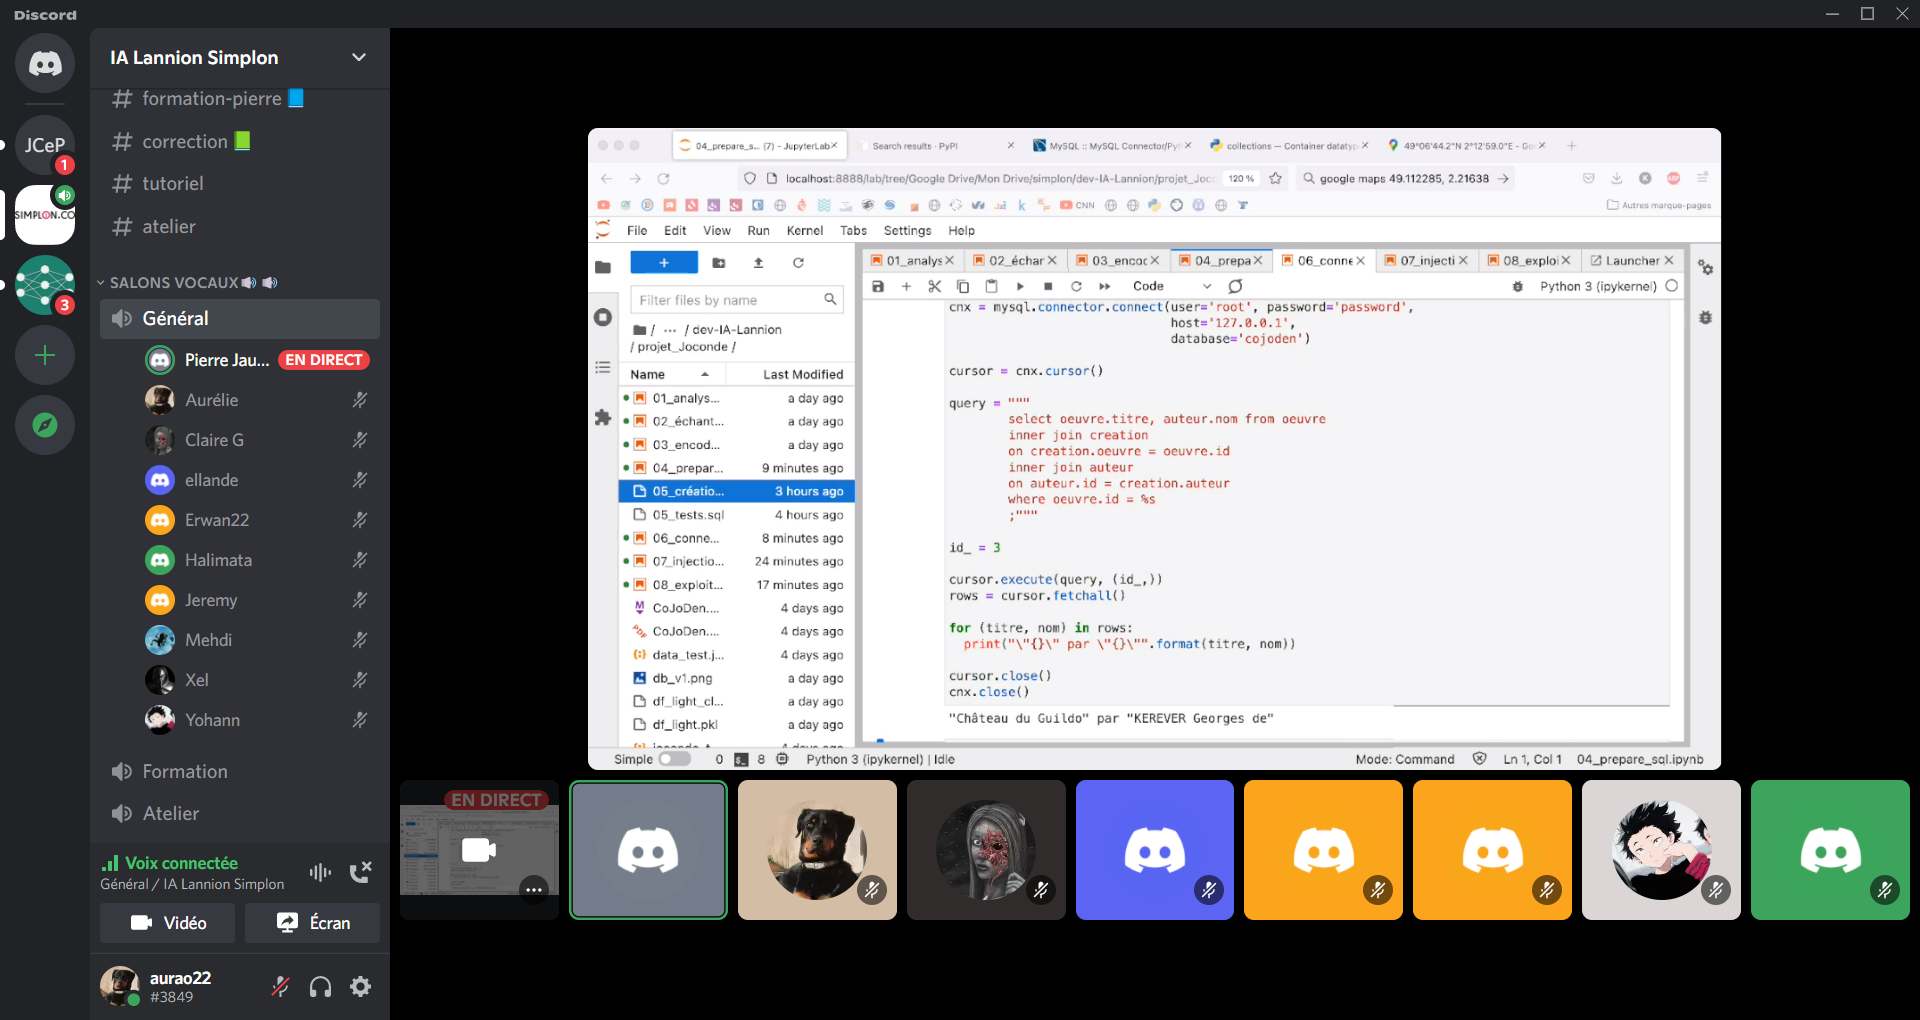 Discord
IA Lannion Simplon
formation-pierre
correction
tutoriel
atelier
JCeP
1
SIMPLON.CO
3
SALONS VOCAUX
Général
Pierre Jau... EN DIRECT
Aurélie
Claire G
ellande
Erwan22
Halimata
Jeremy
Mehdi
Xel
Yohann
Formation
Atelier
Voix connectée
Général / IA Lannion Simplon
Vidéo
Écran
aurao22
#3849
04_prepare_s... (7) - JupyterLab
Search results · PyPI
MySQL :: MySQL Connector/Py
collections — Container dataty
49°06'44.2"N 2°12'59.0"E - Go
localhost:8888/lab/tree/Google Drive/Mon Drive/simplon/dev-IA-Lannion/projet_Joc
120 %
google maps 49.112285, 2.21638
CNN
Autres marque-pages
File Edit View Run Kernel Tabs Settings Help
Filter files by name
/ ··· / dev-IA-Lannion
/ projet_Joconde /
Name Last Modified
01_analys... a day ago
02_échant... a day ago
03_encod... a day ago
04_prepar... 9 minutes ago
05_créatio... 3 hours ago
05_tests.sql 4 hours ago
06_conne... 8 minutes ago
07_injectio... 24 minutes ago
08_exploit... 17 minutes ago
CoJoDen.... 4 days ago
CoJoDen.... 4 days ago
data_test.j... 4 days ago
db_v1.png a day ago
df_light_cl... a day ago
df_light.pkl a day ago
01_analys 02_échar 03_encoc 04_prepa 06_conne 07_injecti 08_exploi Launcher
Code
Python 3 (ipykernel)
cnx = mysql.connector.connect(user='root', password='password',
host='127.0.0.1',
database='cojoden')
cursor = cnx.cursor()
query = """
select oeuvre.titre, auteur.nom from oeuvre
inner join creation
on creation.oeuvre = oeuvre.id
inner join auteur
on auteur.id = creation.auteur
where oeuvre.id = %s
;"""
id_ = 3
cursor.execute(query, (id_,))
rows = cursor.fetchall()
for (titre, nom) in rows:
print("\"{}\" par \"{}\"".format(titre, nom))
cursor.close()
cnx.close()
"Château du Guildo" par "KEREVER Georges de"
Simple 0 8 Python 3 (ipykernel) | Idle
Mode: Command Ln 1, Col 1 04_prepare_sql.ipynb
EN DIRECT